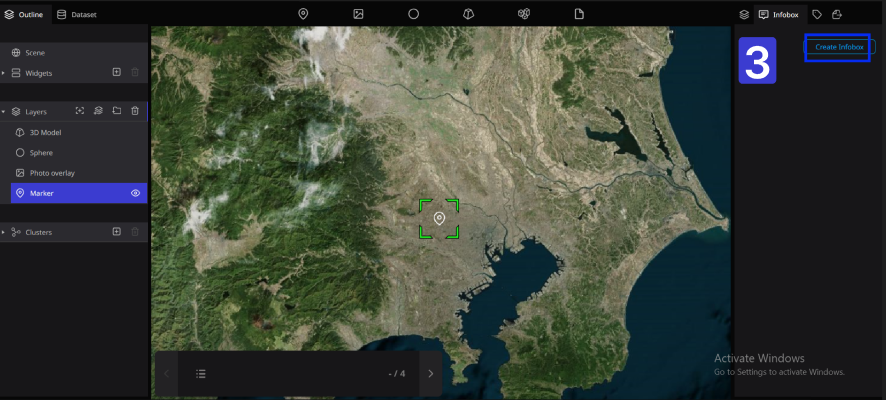 Outline Dataset Infobox
3 Create Infobox
Scene
Widgets
Layers
3D Model
Sphere
Photo overlay
Marker
Clusters
- / 4
Activate Windows
Go to Settings to activate Windows.